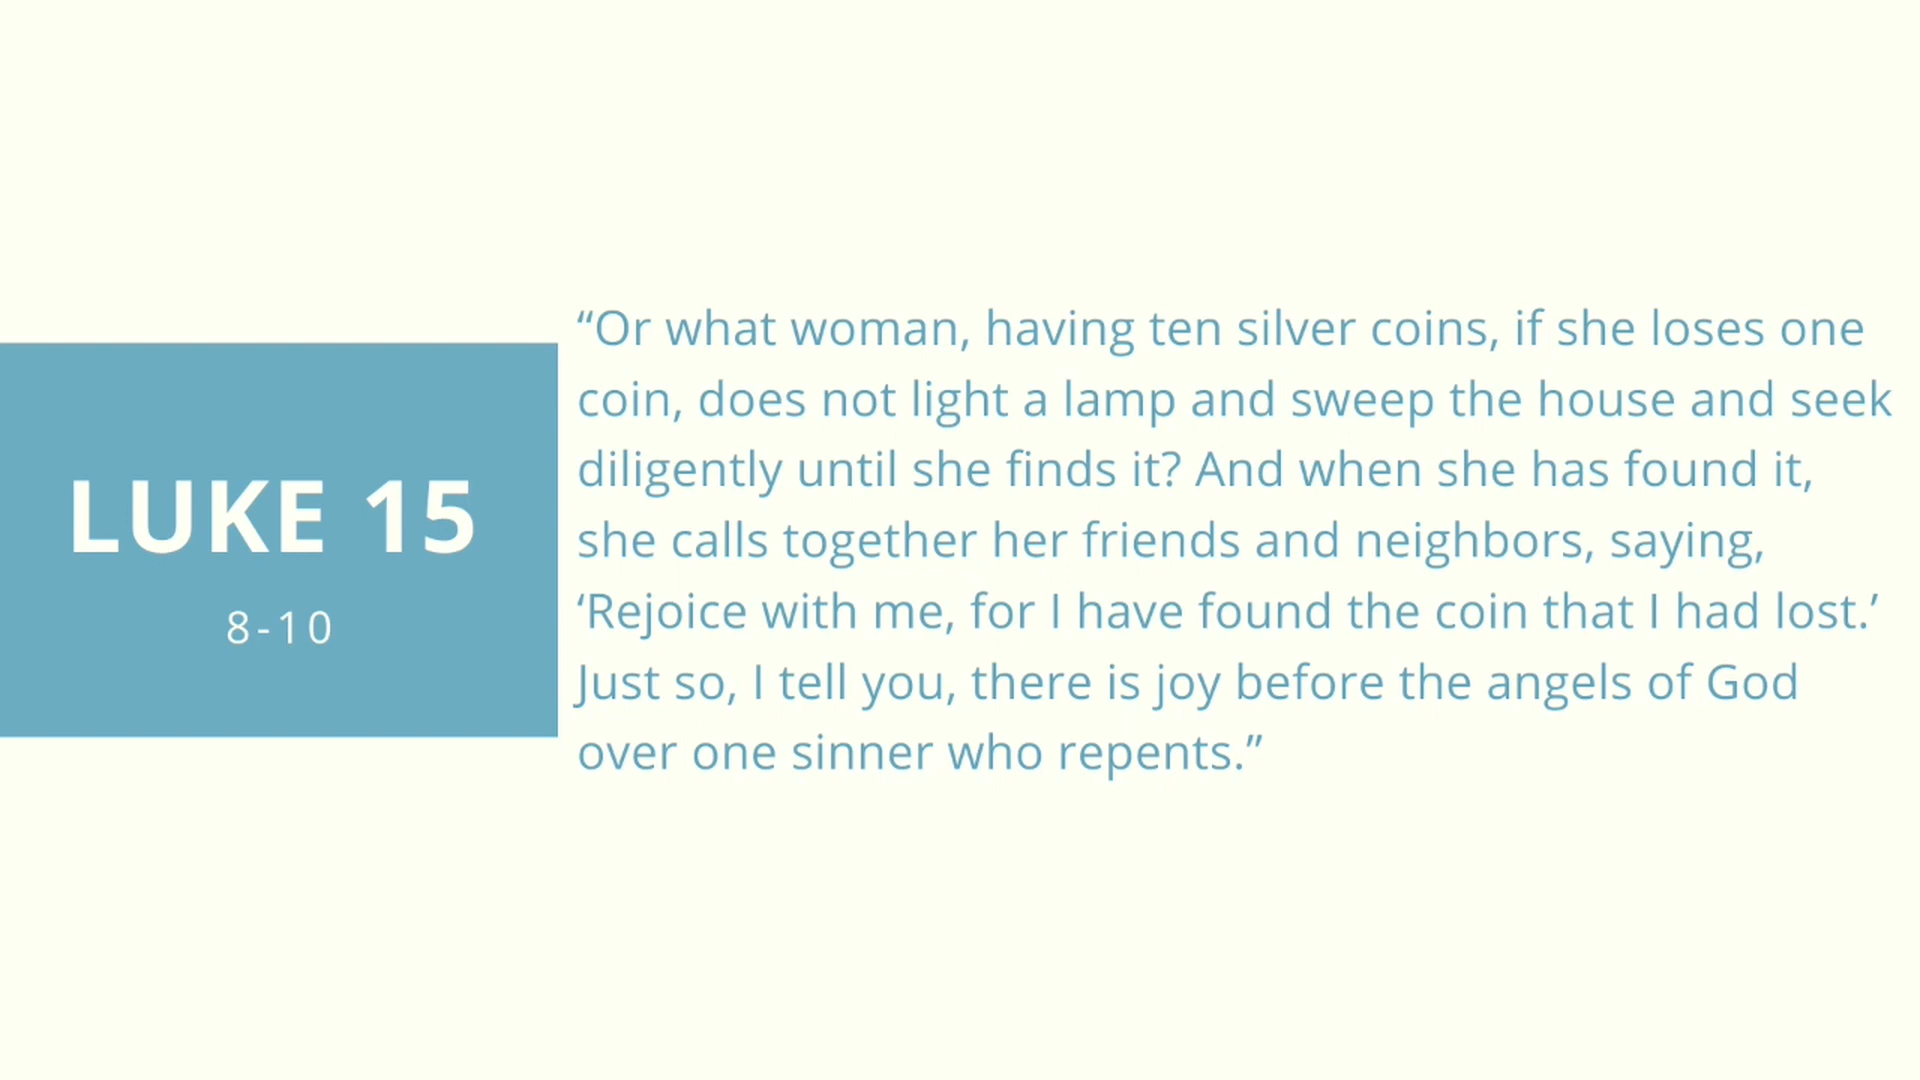 LUKE 15
8-10
“Or what woman, having ten silver coins, if she loses one
coin, does not light a lamp and sweep the house and seek
diligently until she finds it? And when she has found it,
she calls together her friends and neighbors, saying,
‘Rejoice with me, for I have found the coin that I had lost.’
Just so, I tell you, there is joy before the angels of God
over one sinner who repents.”